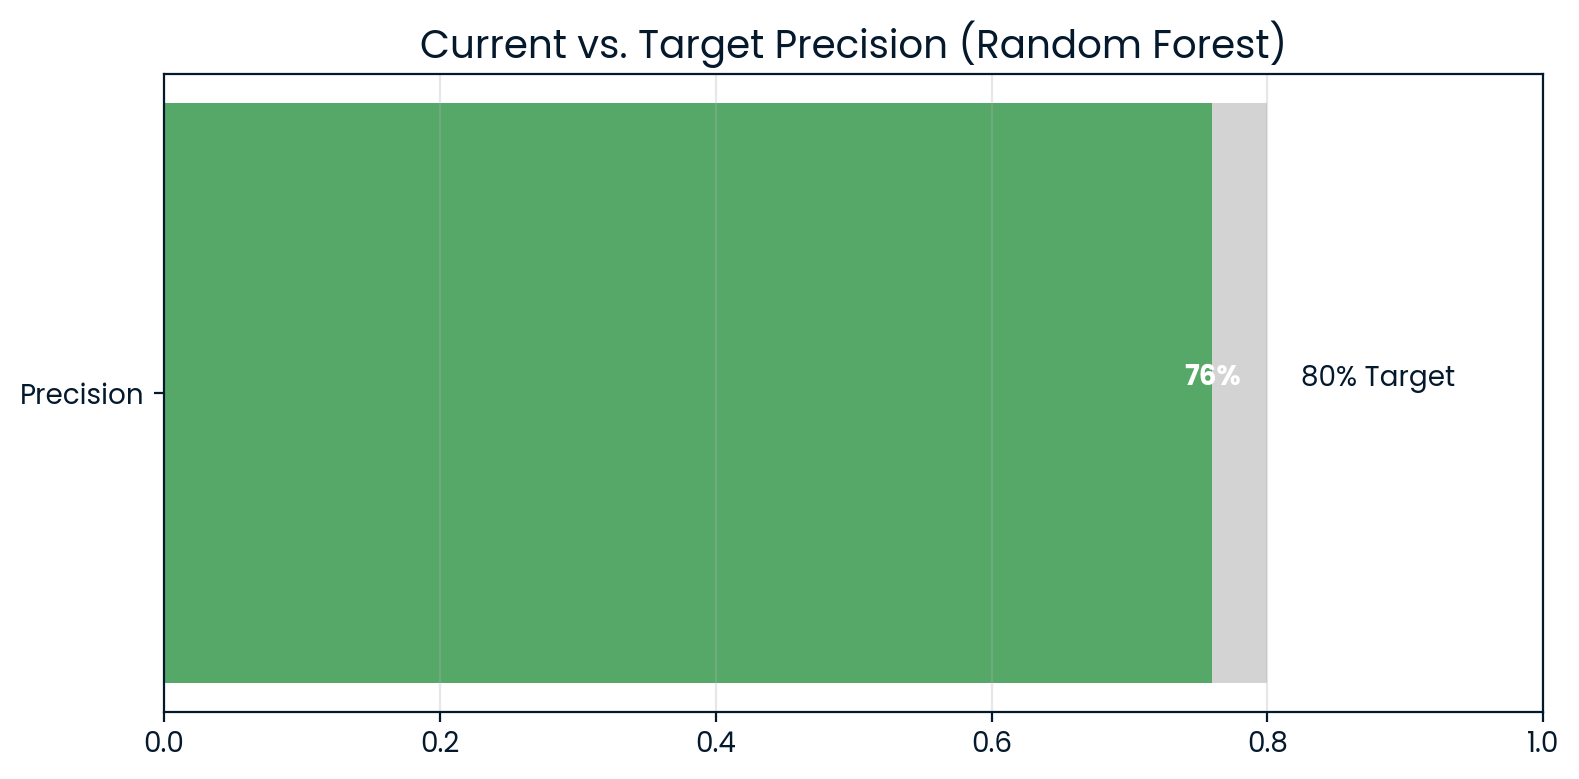 Current vs. Target Precision (Random Forest)
76%
80% Target
Precision
0.0
0.2
0.4
0.6
0.8
1.0